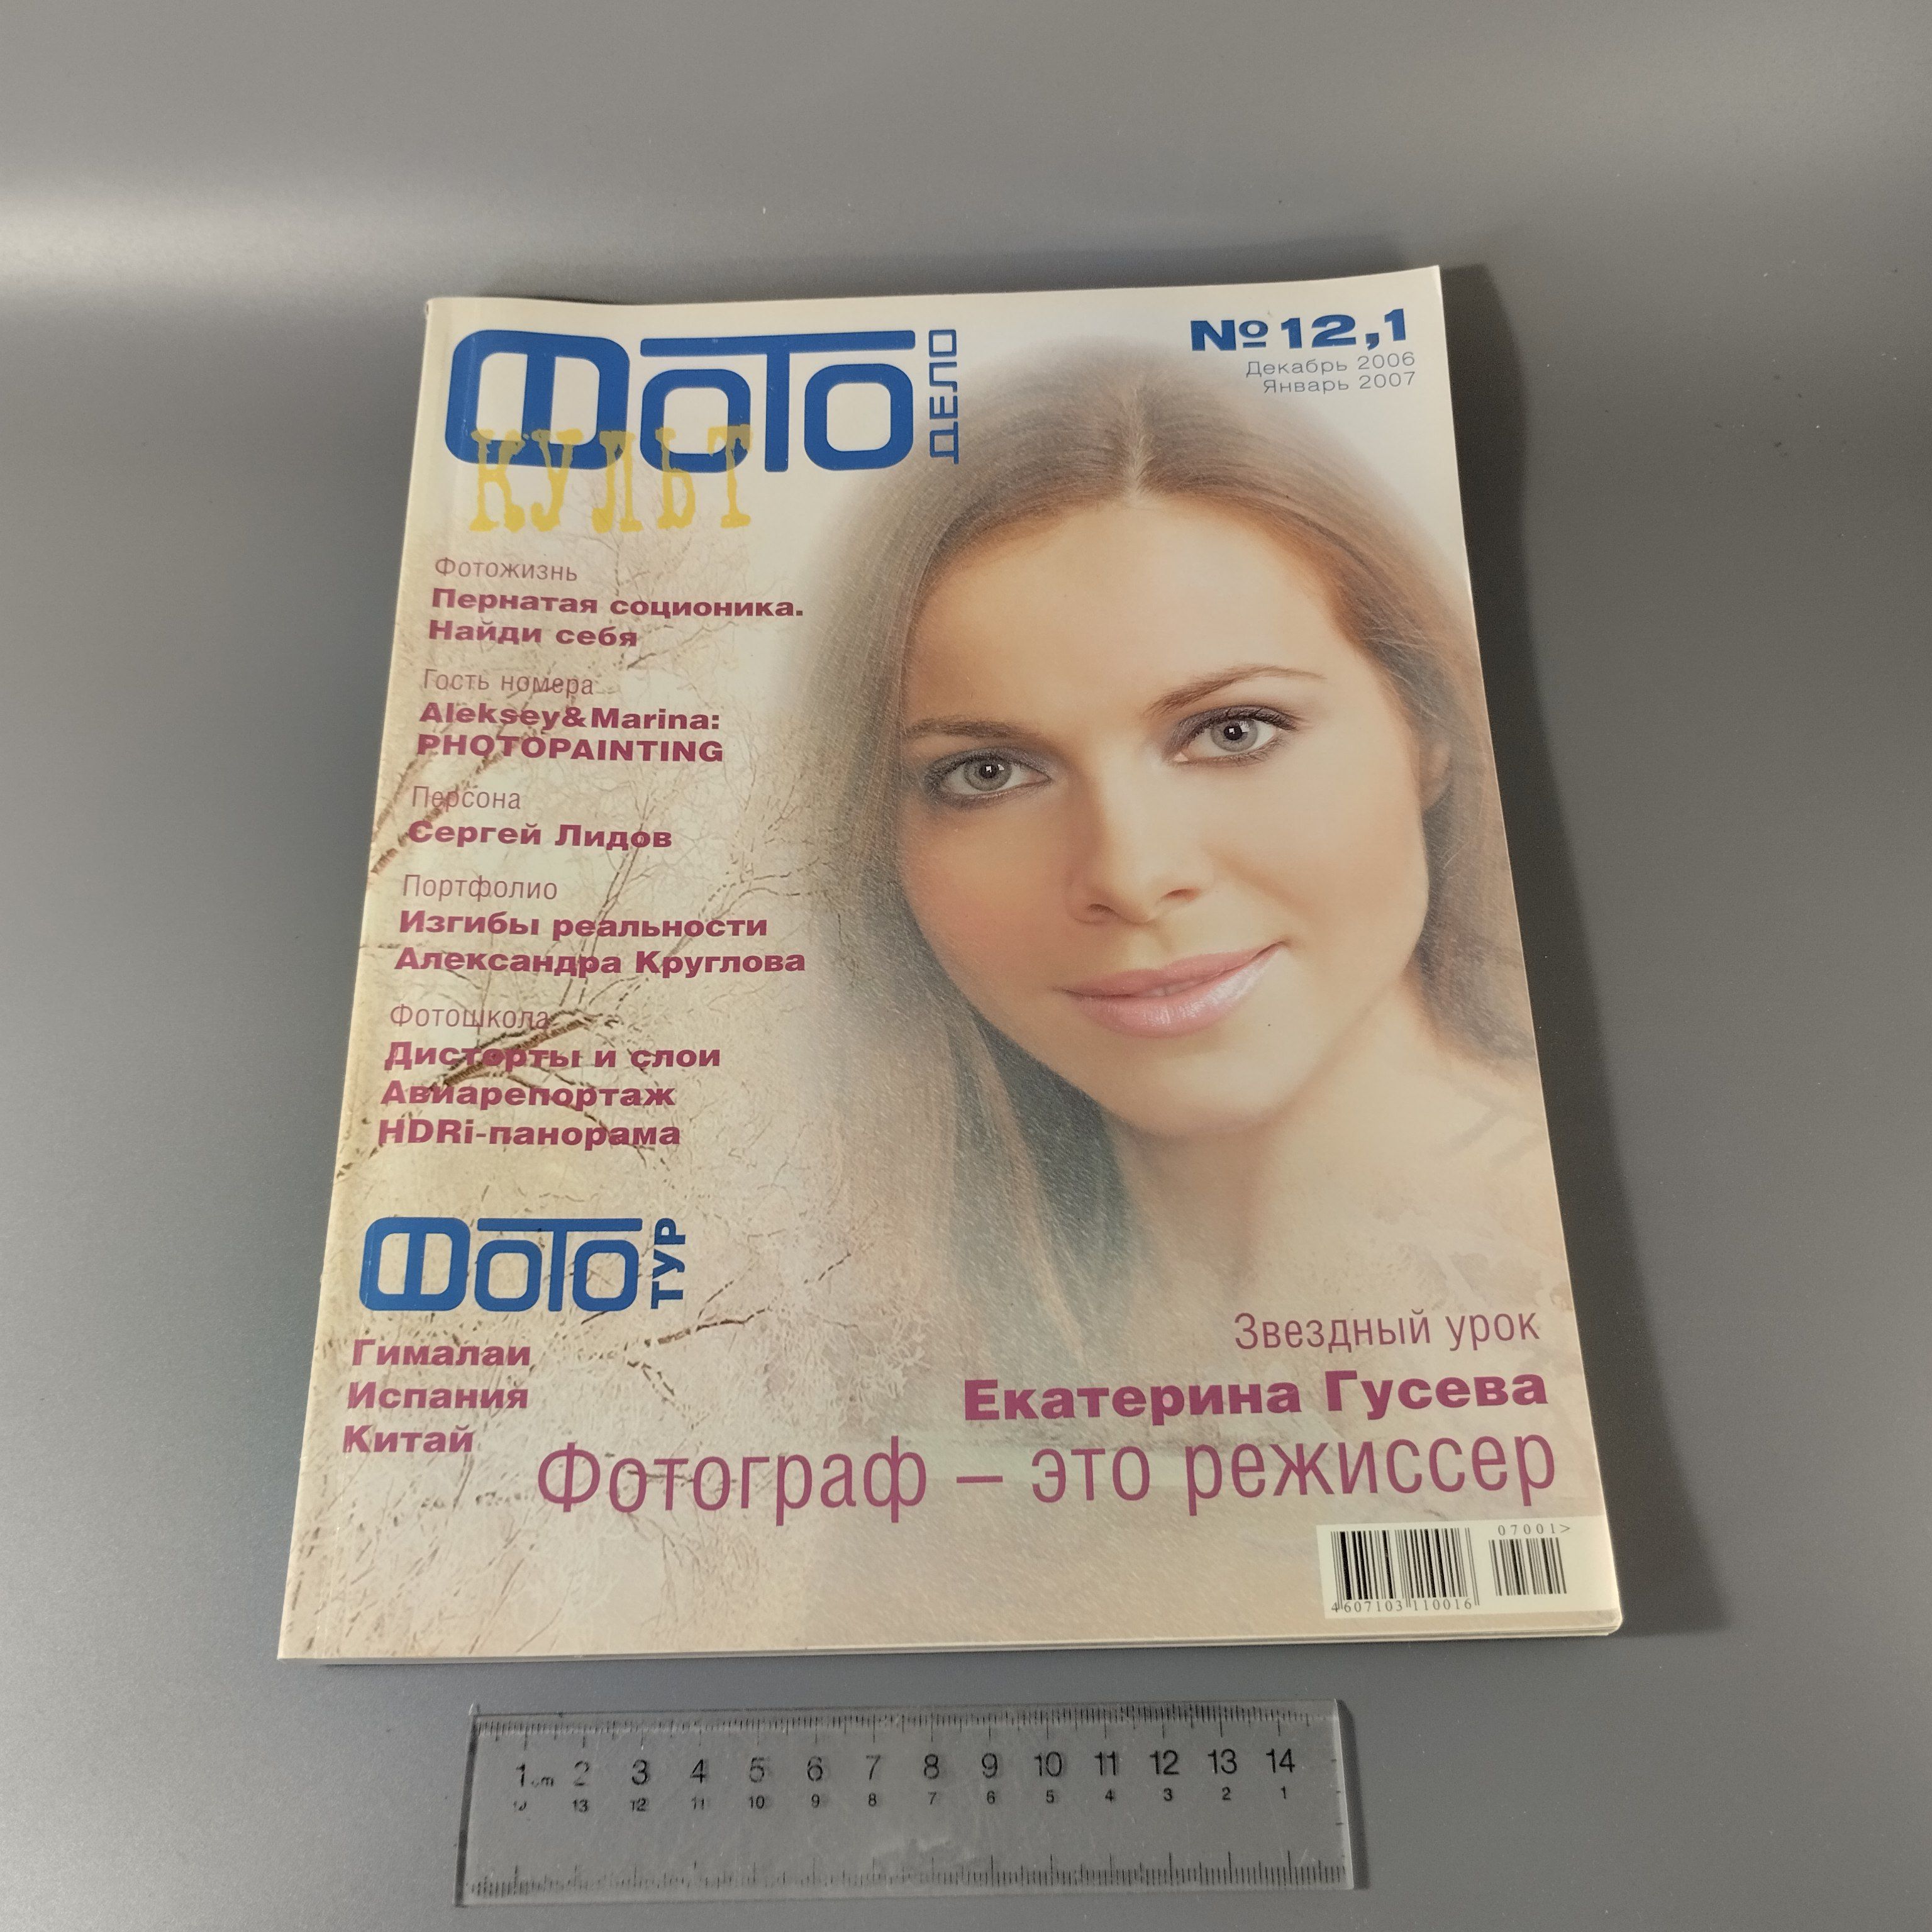 ФОТО
ДЕЛО
КУЛЬТ
№12,1
Декабрь 2006
Январь 2007
Фотожизнь
Пернатая соционика.
Найди себя
Гость номера
Aleksey&Marina:
PHOTOPAINTING
Персона
Сергей Лидов
Портфолио
Изгибы реальности
Александра Круглова
Фотошкола
Дисторты и слои
Авиарепортаж
HDRi-панорама
ФОТО
ТУР
Гималаи
Испания
Китай
Звездный урок
Екатерина Гусева
Фотограф – это режиссер
07001>
4 607103 110016
1 cm 2 3 4 5 6 7 8 9 10 11 12 13 14
13 12 11 10 9 8 7 6 5 4 3 2 1